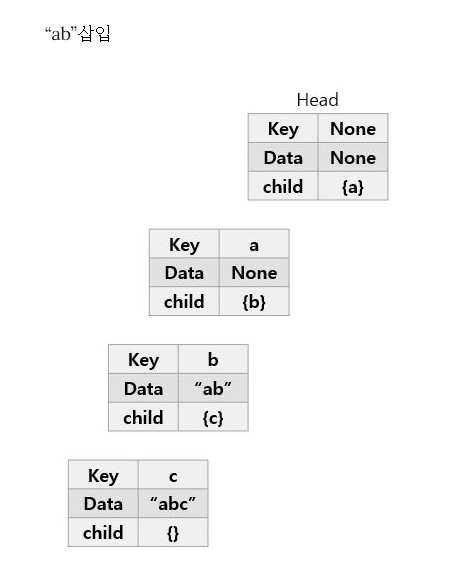 “ab”삽입
Head
Key None
Data None
child {a}
Key a
Data None
child {b}
Key b
Data “ab”
child {c}
Key c
Data “abc”
child {}